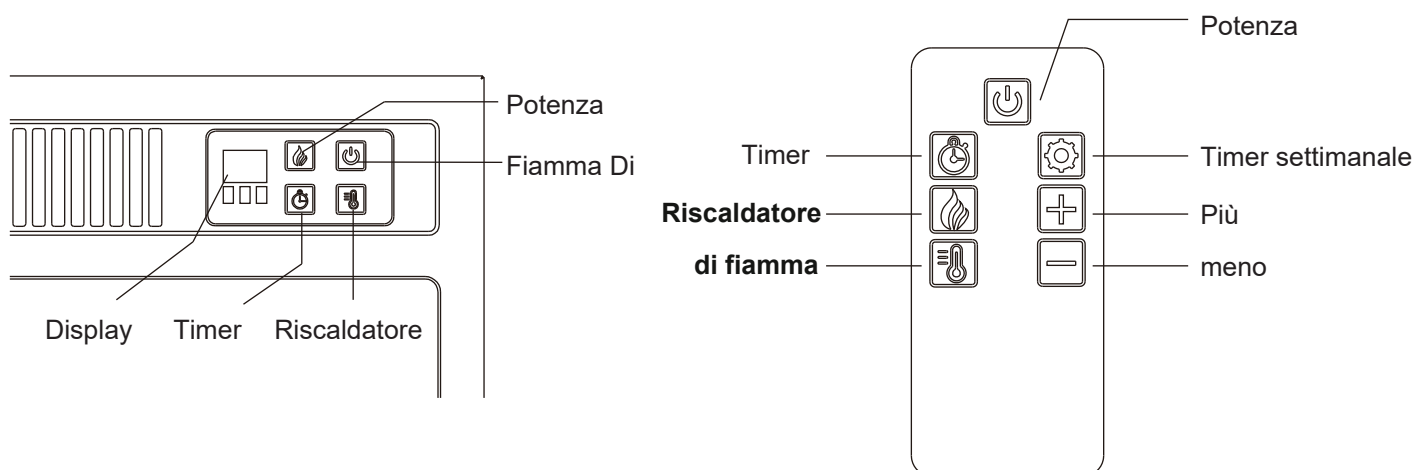 Potenza
Fiamma Di
Display
Timer
Riscaldatore
Potenza
Timer
Timer settimanale
Riscaldatore
Più
di fiamma
meno